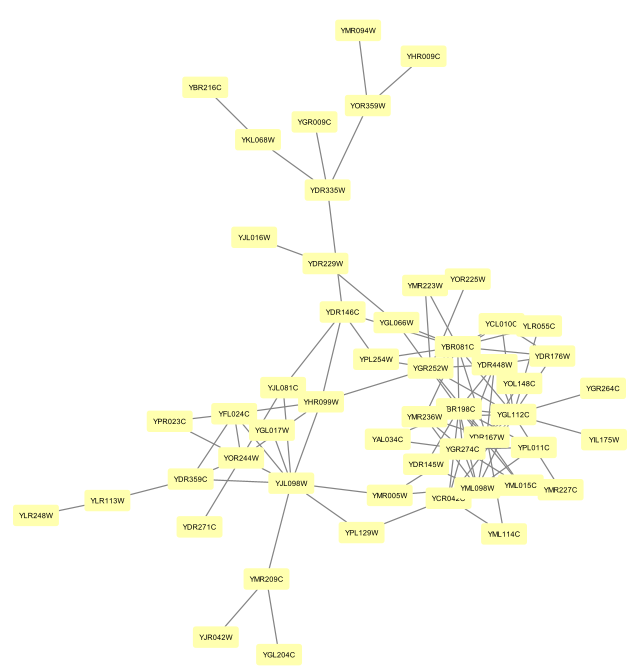 YMR094W
YHR009C
YBR216C
YOR359W
YGR009C
YKL068W
YDR335W
YJL016W
YDR229W
YMR223W
YOR225W
YDR146C
YGL066W
YCL010C
YLR055C
YBR081C
YPL254W
YDR176W
YGR252W
YDR448W
YJL081C
YOL148C
YGR264C
YHR099W
YFL024C
YBR198C
YMR236W
YGL112C
YPR023C
YGL017W
YIL175W
YAL034C
YDR167W
YOR244W
YGR274C
YPL011C
YDR145W
YDR359C
YJL098W
YML098W
YML015C
YMR227C
YMR005W
YCR042C
YLR113W
YLR248W
YDR271C
YPL129W
YML114C
YMR209C
YJR042W
YGL204C